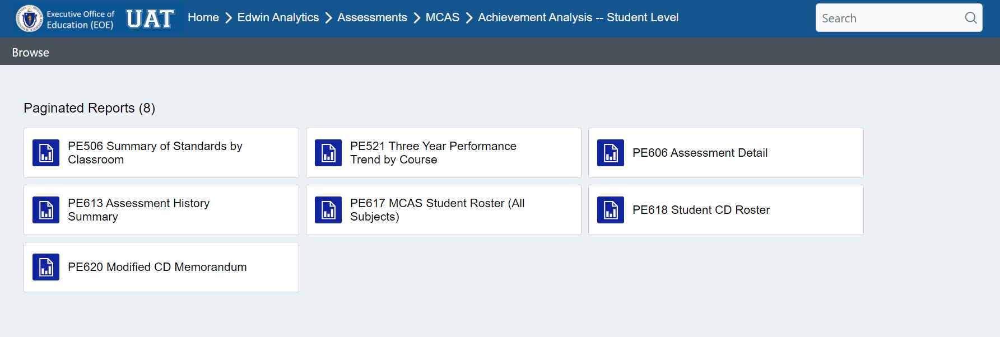 Executive Office of
Education (EOE)
UAT
Home
Edwin Analytics
Assessments
MCAS
Achievement Analysis -- Student Level
Search
Browse
Paginated Reports (8)
PE506 Summary of Standards by
Classroom
PE521 Three Year Performance
Trend by Course
PE606 Assessment Detail
PE613 Assessment History
Summary
PE617 MCAS Student Roster (All
Subjects)
PE618 Student CD Roster
PE620 Modified CD Memorandum